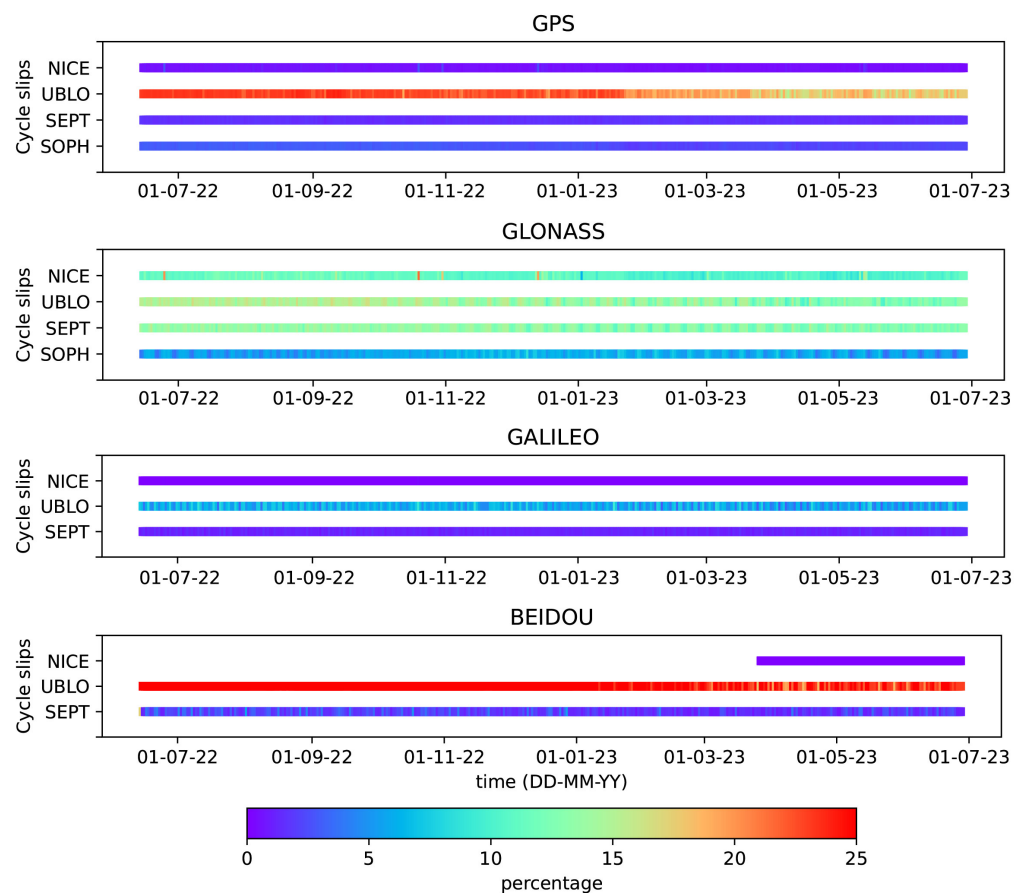 GPS
Cycle slips
NICE
UBLO
SEPT
SOPH
01-07-22 01-09-22 01-11-22 01-01-23 01-03-23 01-05-23 01-07-23
GLONASS
Cycle slips
NICE
UBLO
SEPT
SOPH
01-07-22 01-09-22 01-11-22 01-01-23 01-03-23 01-05-23 01-07-23
GALILEO
Cycle slips
NICE
UBLO
SEPT
01-07-22 01-09-22 01-11-22 01-01-23 01-03-23 01-05-23 01-07-23
BEIDOU
Cycle slips
NICE
UBLO
SEPT
01-07-22 01-09-22 01-11-22 01-01-23 01-03-23 01-05-23 01-07-23
time (DD-MM-YY)
0 5 10 15 20 25
percentage